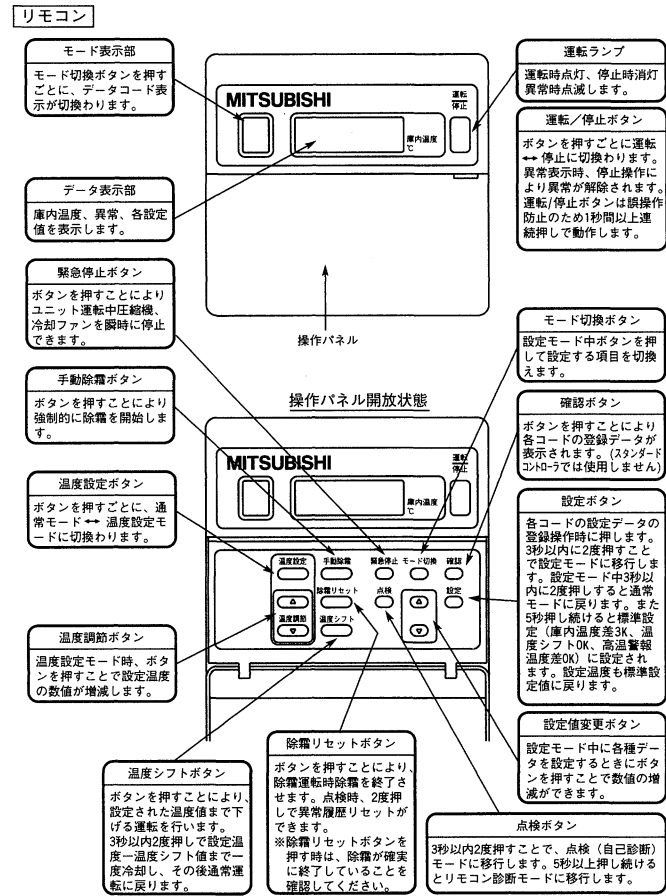 リモコン
モード表示部
モード切換ボタンを押す
ごとに、データコード表
示が切換わります。
データ表示部
庫内温度、異常、各設定
値を表示します。
緊急停止ボタン
ボタンを押すことにより
ユニット運転中圧縮機、
冷却ファンを瞬時に停止
できます。
手動除霜ボタン
ボタンを押すことにより
強制的に除霜を開始しま
す。
温度設定ボタン
ボタンを押すごとに、通
常モード↔温度設定モ
ードに切換わります。
温度調節ボタン
温度設定モード時、ボタ
ンを押すことで設定温度
の数値が増減します。
温度シフトボタン
ボタンを押すことにより、
設定された温度値まで下
げる運転を行います。
3秒以内2度押しで設定温
度ー温度シフト値まで一
度冷却し、その後通常運
転に戻ります。
MITSUBISHI
運転
停止
庫内温度
℃
操作パネル
操作パネル開放状態
MITSUBISHI
運転
停止
庫内温度
℃
温度設定 手動除霜 緊急停止 モード切換 確認
除霜リセット 点検 設定
温度調節 温度シフト
除霜リセットボタン
ボタンを押すことにより、
除霜運転時除霜を終了さ
せます。点検時、2度押
しで異常履歴リセットが
できます。
※除霜リセットボタンを
押す時は、除霜が確実
に終了していることを
確認してください。
運転ランプ
運転時点灯、停止時消灯
異常時点滅します。
運転／停止ボタン
ボタンを押すごとに運転
↔停止に切換わります。
異常表示時、停止操作に
より異常が解除されます。
運転/停止ボタンは誤操作
防止のため1秒間以上連
続押しで動作します。
モード切換ボタン
設定モード中ボタンを押
して設定する項目を切換
えます。
確認ボタン
ボタンを押すことにより
各コードの登録データが
表示されます。(スタンダード
コントローラでは使用しません)
設定ボタン
各コードの設定データの
登録操作時に押します。
3秒以内に2度押すこと
で設定モードに移行しま
す。設定モード中3秒以
内に2度押しすると通常
モードに戻ります。また
5秒押し続けると標準設
定（庫内温度差3K、温
度シフト0K、高温警報
温度差0K）に設定され
ます。設定温度も標準設
定値に戻ります。
設定値変更ボタン
設定モード中に各種デー
タを設定するときにボタ
ンを押すことで数値の増
減ができます。
点検ボタン
3秒以内2度押すことで、点検（自己診断）
モードに移行します。5秒以上押し続ける
とリモコン診断モードに移行します。